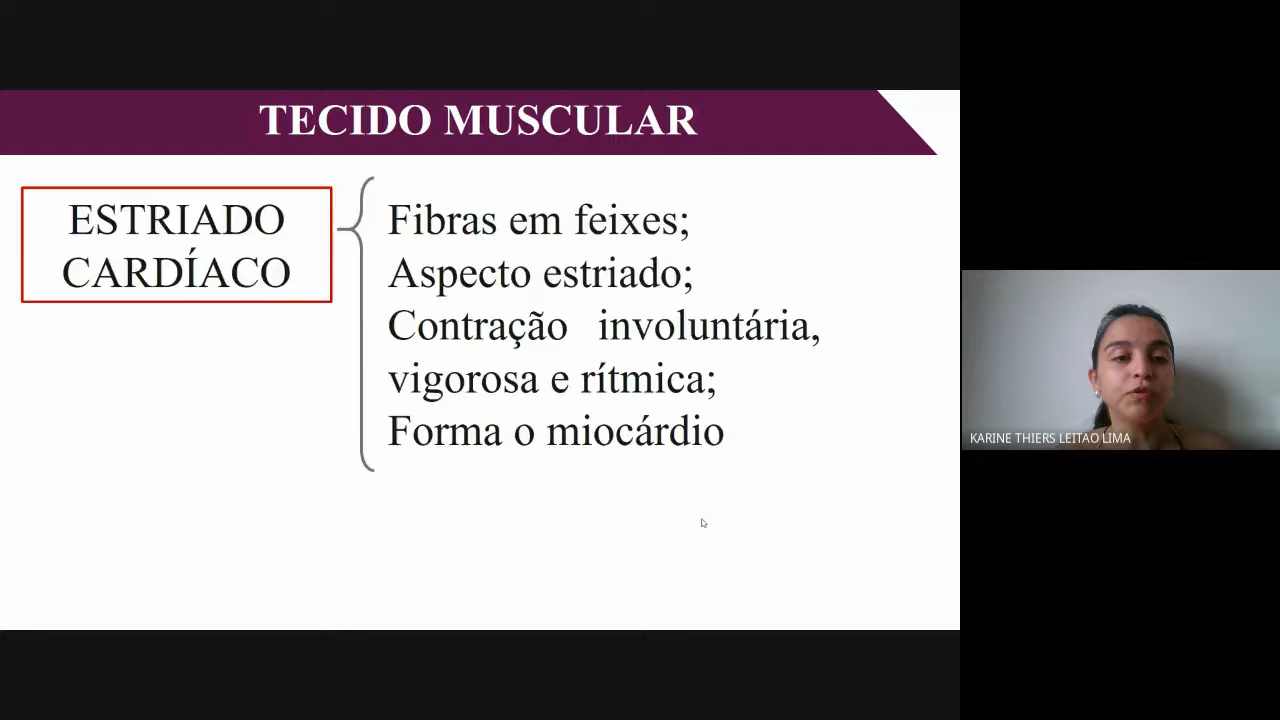 TECIDO MUSCULAR
ESTRIADO
CARDÍACO
Fibras em feixes;
Aspecto estriado;
Contração involuntária,
vigorosa e rítmica;
Forma o miocárdio
KARINE THIERS LEITAO LIMA